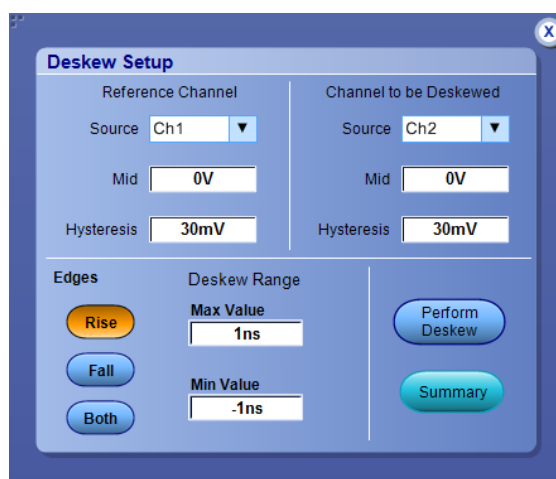 X
Deskew Setup
Reference Channel
Channel to be Deskewed
Source Ch1
Source Ch2
Mid 0V
Mid 0V
Hysteresis 30mV
Hysteresis 30mV
Edges
Deskew Range
Rise
Fall
Both
Max Value
1ns
Min Value
-1ns
Perform
Deskew
Summary